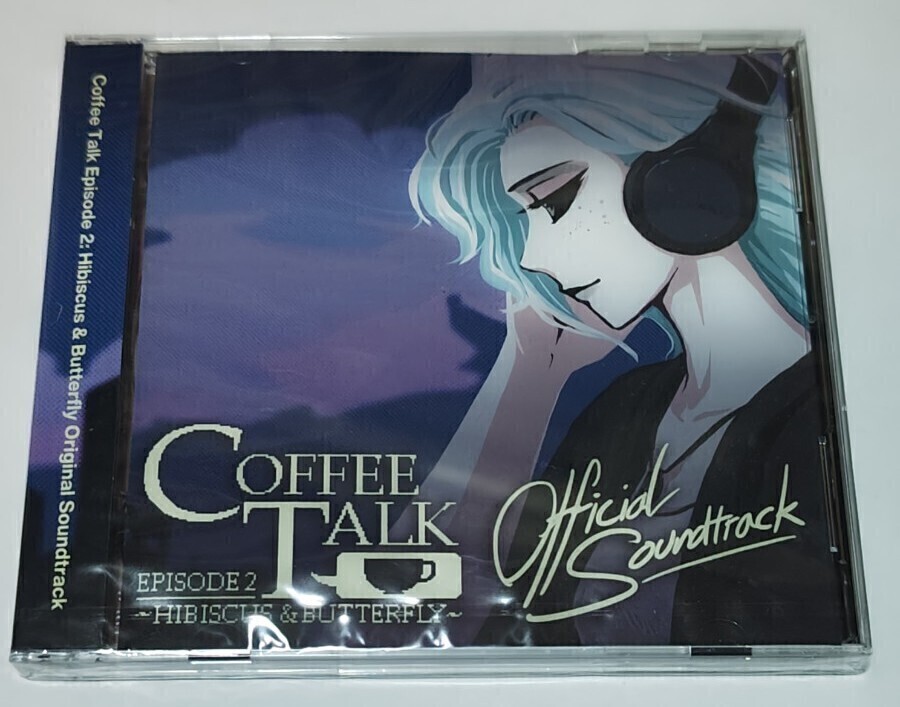 Coffee Talk Episode 2: Hibiscus & Butterfly Original Soundtrack
COFFEE
TALK
EPISODE 2
~HIBISCUS & BUTTERFLY~
Official
Soundtrack